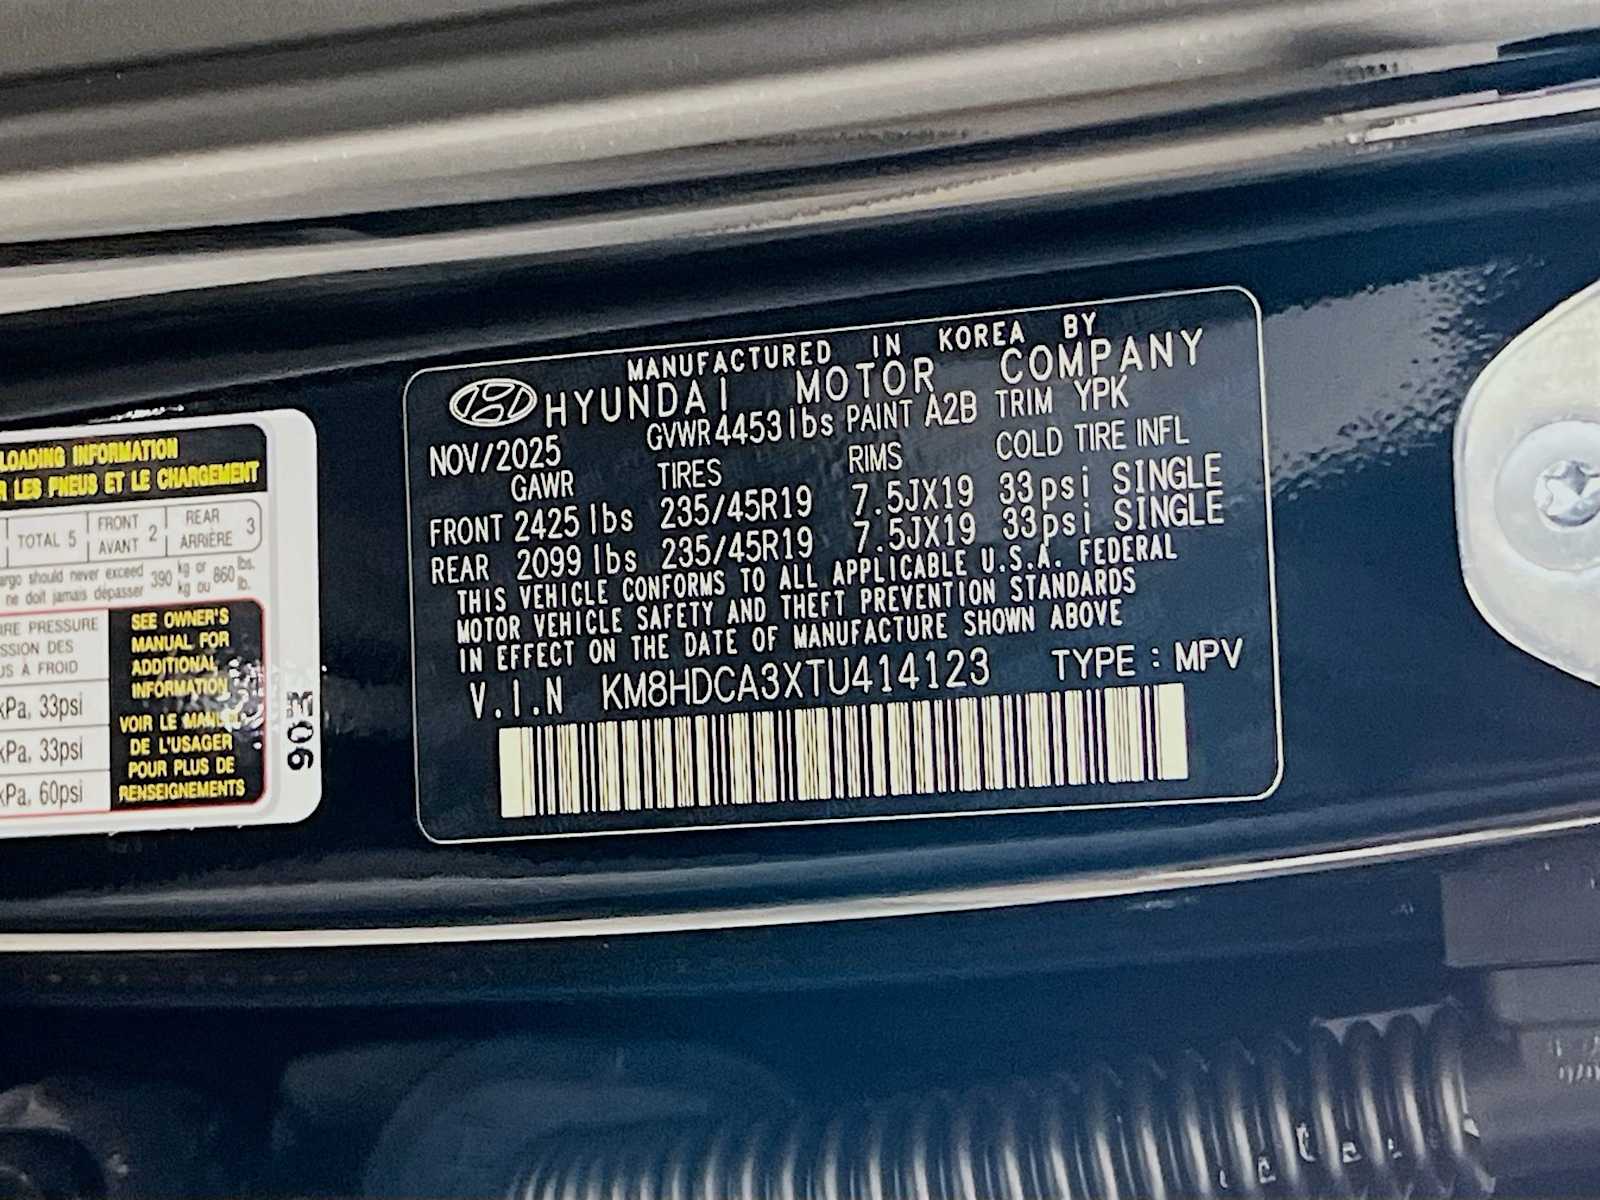 LOADING INFORMATION
LES PNEUS ET LE CHARGEMENT
TOTAL 5 FRONT AVANT 2 REAR ARRIÈRE 3
should never exceed 390 kg or 860 lbs.
ne doit jamais dépasser kg ou lb.
PRESSURE
DES
À FROID
kPa, 33psi
kPa, 33psi
kPa, 60psi
SEE OWNER'S
MANUAL FOR
ADDITIONAL
INFORMATION
VOIR LE MANUEL
DE L'USAGER
POUR PLUS DE
RENSEIGNEMENTS
MANUFACTURED IN KOREA BY
HYUNDAI MOTOR COMPANY
NOV/2025 GVWR 4453 lbs PAINT A2B TRIM YPK
GAWR TIRES RIMS COLD TIRE INFL
FRONT 2425 lbs 235/45R19 7.5JX19 33psi SINGLE
REAR 2099 lbs 235/45R19 7.5JX19 33psi SINGLE
THIS VEHICLE CONFORMS TO ALL APPLICABLE U.S.A. FEDERAL
MOTOR VEHICLE SAFETY AND THEFT PREVENTION STANDARDS
IN EFFECT ON THE DATE OF MANUFACTURE SHOWN ABOVE
V.I.N KM8HDCA3XTU414123 TYPE : MPV